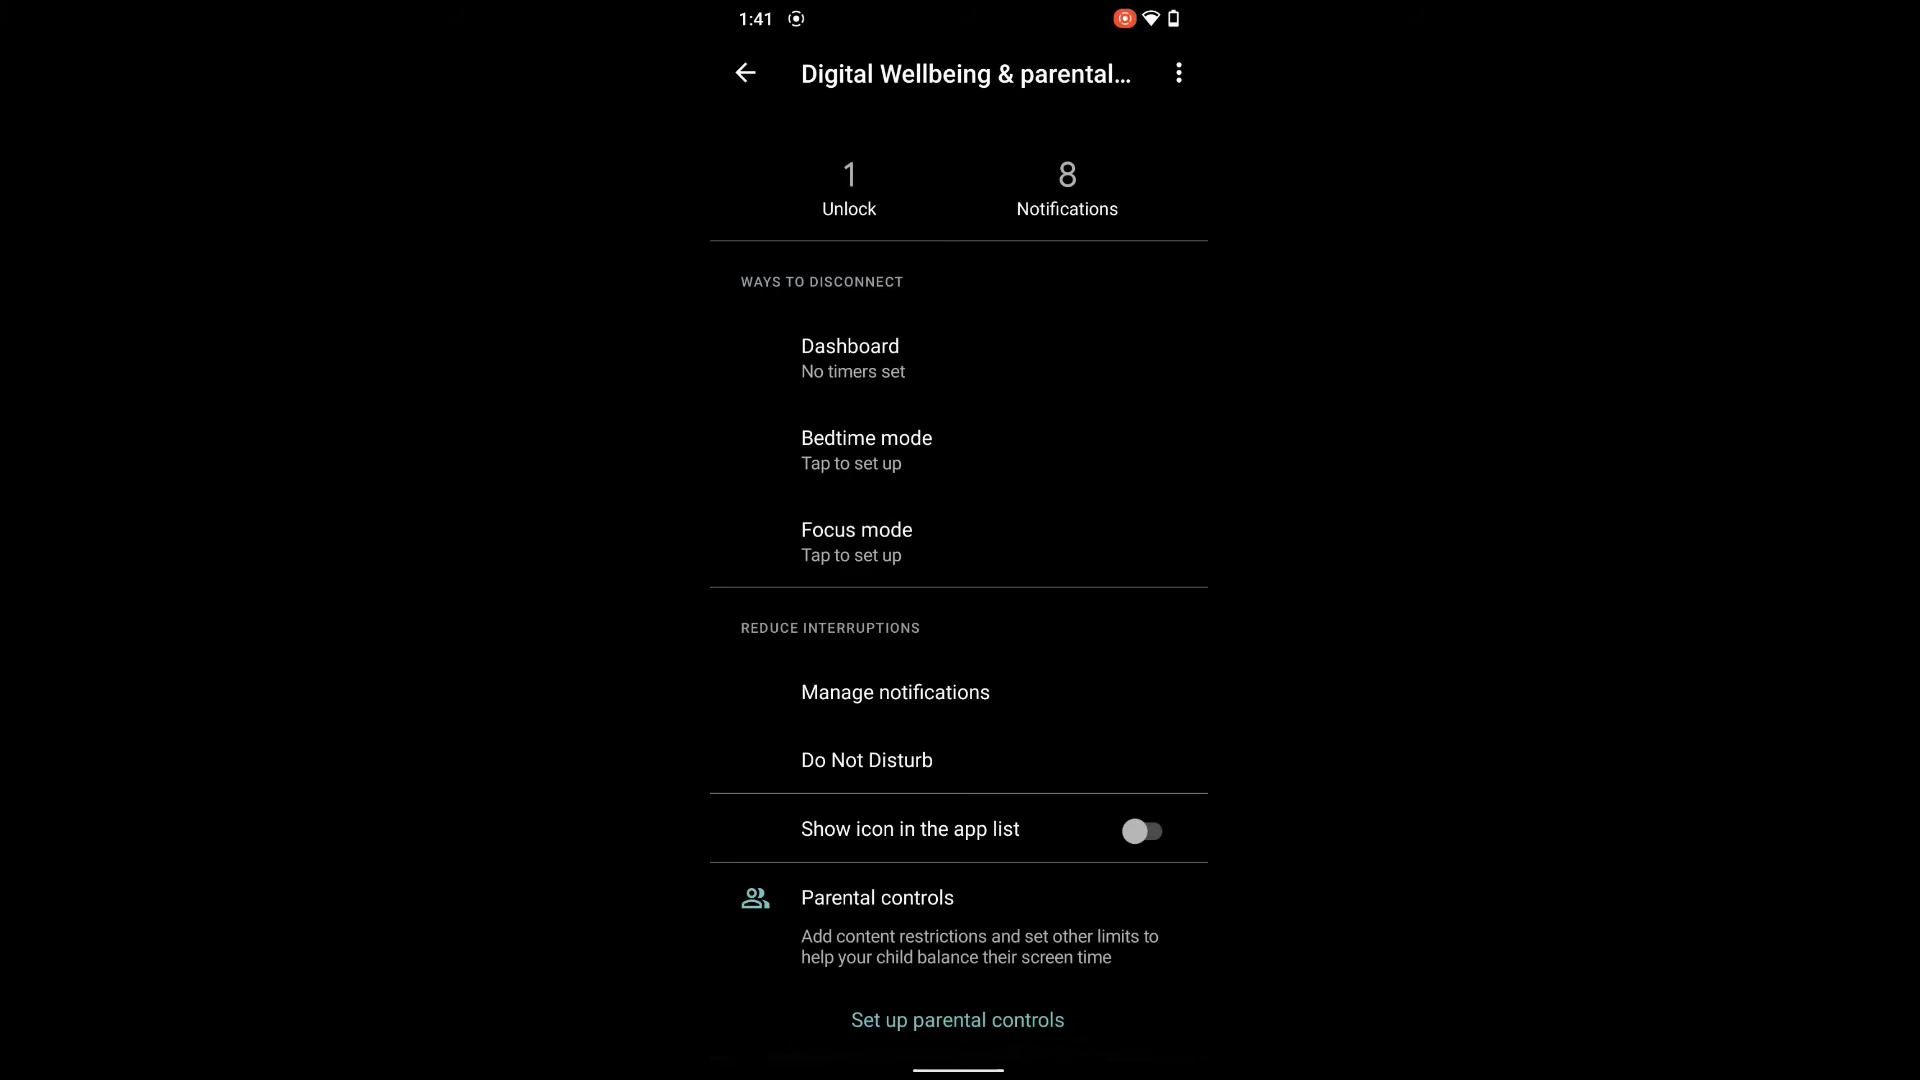 1:41
Digital Wellbeing & parental...
1 8
Unlock Notifications
WAYS TO DISCONNECT
Dashboard
No timers set
Bedtime mode
Tap to set up
Focus mode
Tap to set up
REDUCE INTERRUPTIONS
Manage notifications
Do Not Disturb
Show icon in the app list
Parental controls
Add content restrictions and set other limits to
help your child balance their screen time
Set up parental controls